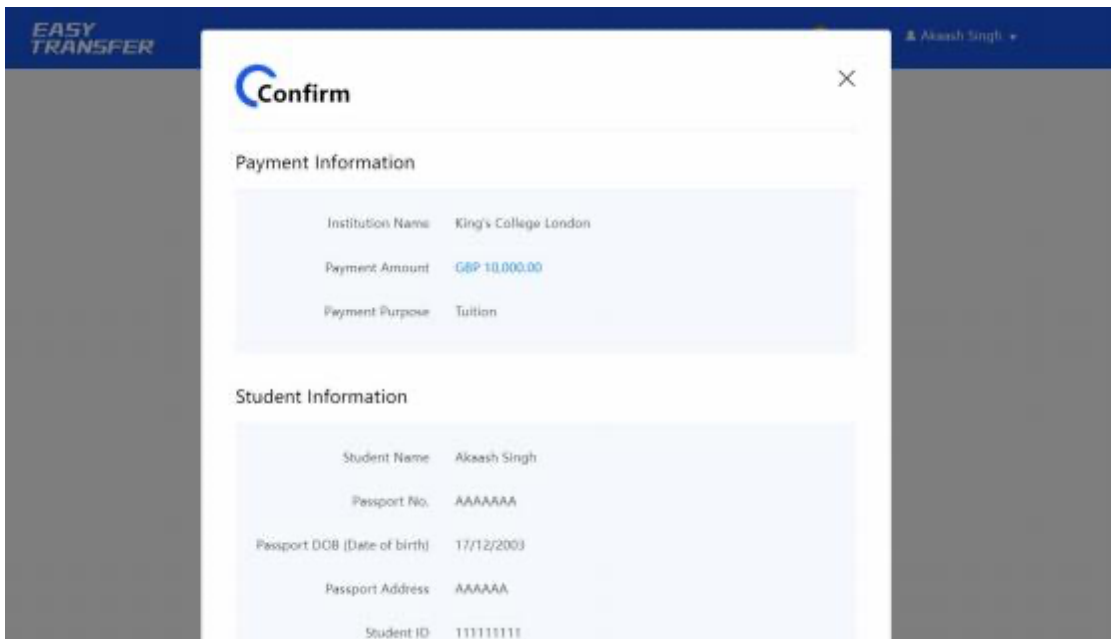 EASY
TRANSFER
Akaash Singh
Confirm
Payment Information
Institution Name King's College London
Payment Amount GBP 10,000.00
Payment Purpose Tuition
Student Information
Student Name Akaash Singh
Passport No. AAAAAAA
Passport DOB (Date of birth) 17/12/2003
Passport Address AAAAAA
Student ID 111111111